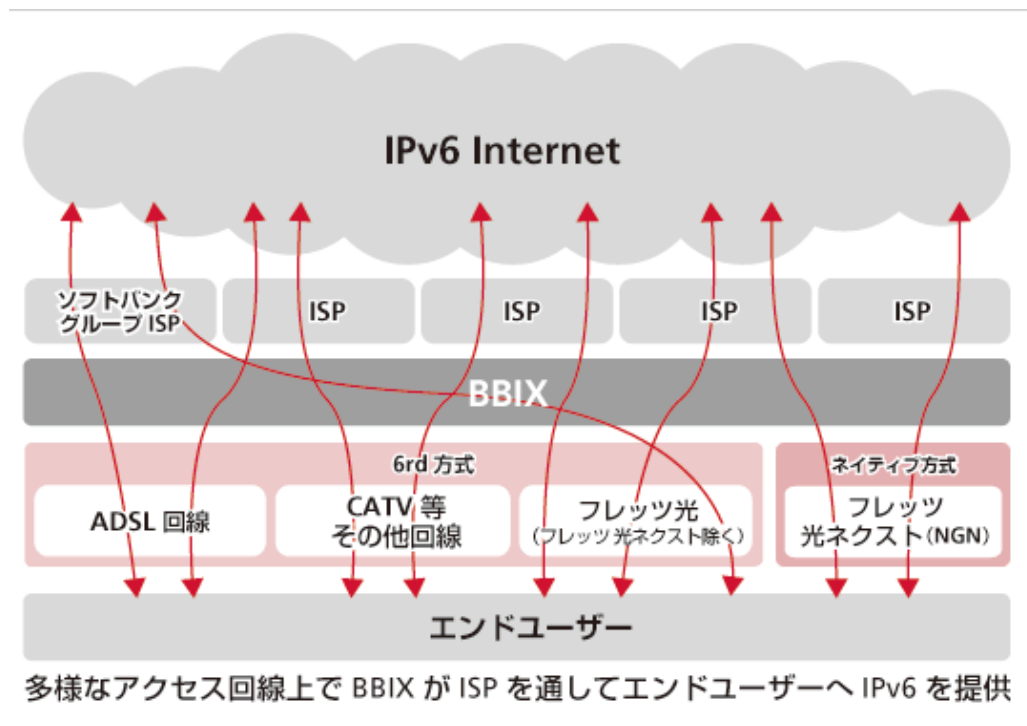 IPv6 Internet
ソフトバンク
グループ ISP
ISP
ISP
ISP
ISP
BBIX
6rd 方式
ネイティブ方式
ADSL 回線
CATV 等
その他回線
フレッツ光
(フレッツ 光ネクスト除く)
フレッツ
光ネクスト(NGN)
エンドユーザー
多様なアクセス回線上で BBIX が ISP を通してエンドユーザーへ IPv6 を提供